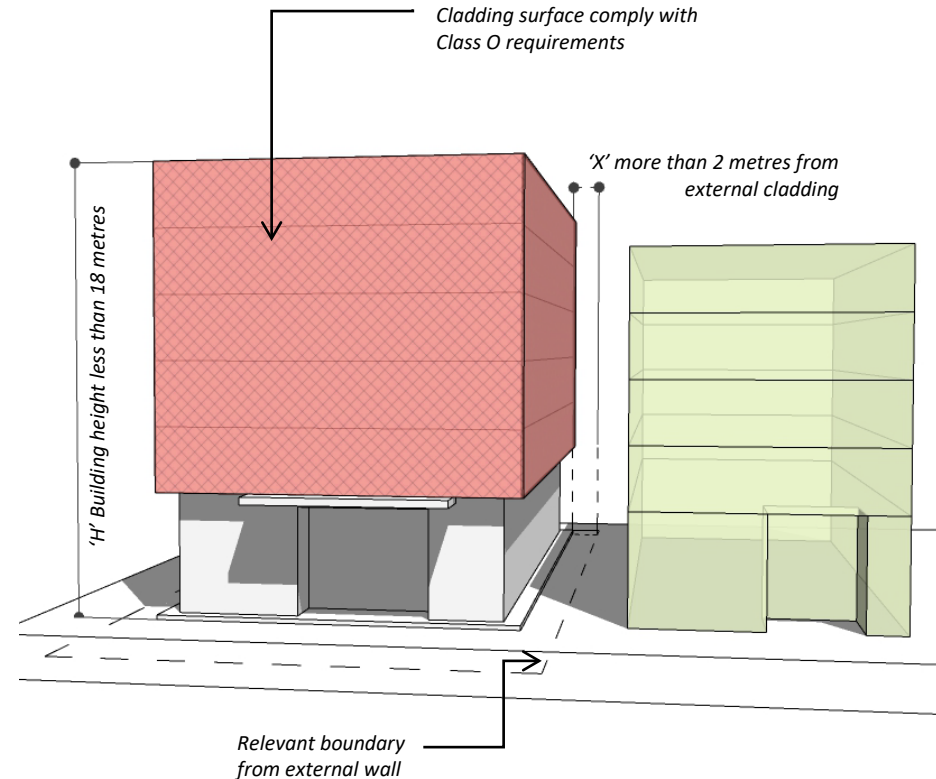 Cladding surface comply with
Class O requirements
‘X’ more than 2 metres from
external cladding
‘H’ Building height less than 18 metres
Relevant boundary
from external wall